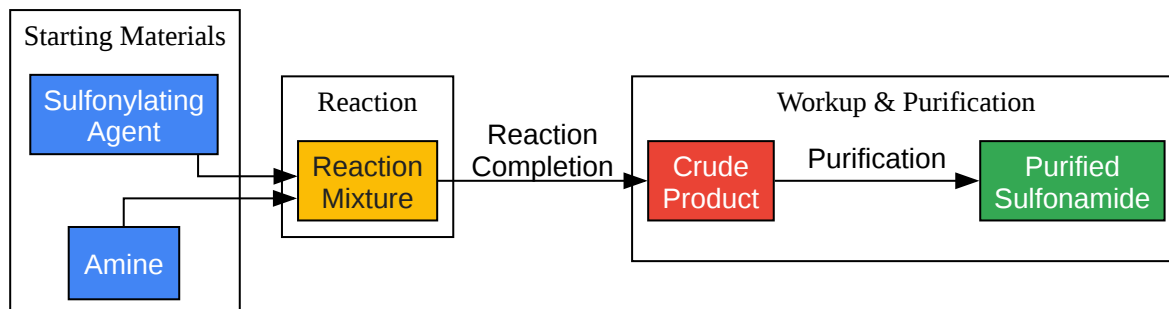 Starting Materials
Sulfonylating
Agent
Amine
Reaction
Reaction
Mixture
Reaction
Completion
Workup & Purification
Crude
Product
Purification
Purified
Sulfonamide